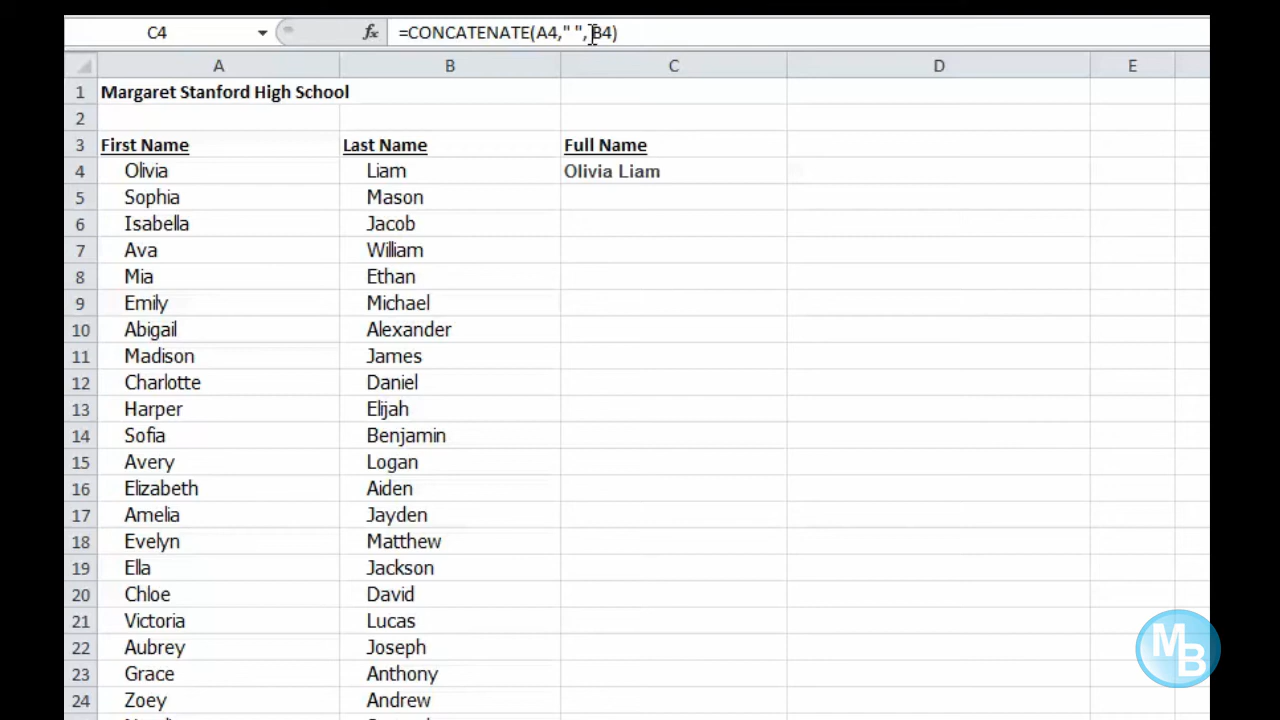 C4 fx =CONCATENATE(A4," ", B4)
A B C D E
1 Margaret Stanford High School
2
3 First Name Last Name Full Name
4 Olivia Liam Olivia Liam
5 Sophia Mason
6 Isabella Jacob
7 Ava William
8 Mia Ethan
9 Emily Michael
10 Abigail Alexander
11 Madison James
12 Charlotte Daniel
13 Harper Elijah
14 Sofia Benjamin
15 Avery Logan
16 Elizabeth Aiden
17 Amelia Jayden
18 Evelyn Matthew
19 Ella Jackson
20 Chloe David
21 Victoria Lucas
22 Aubrey Joseph
23 Grace Anthony
24 Zoey Andrew
MB